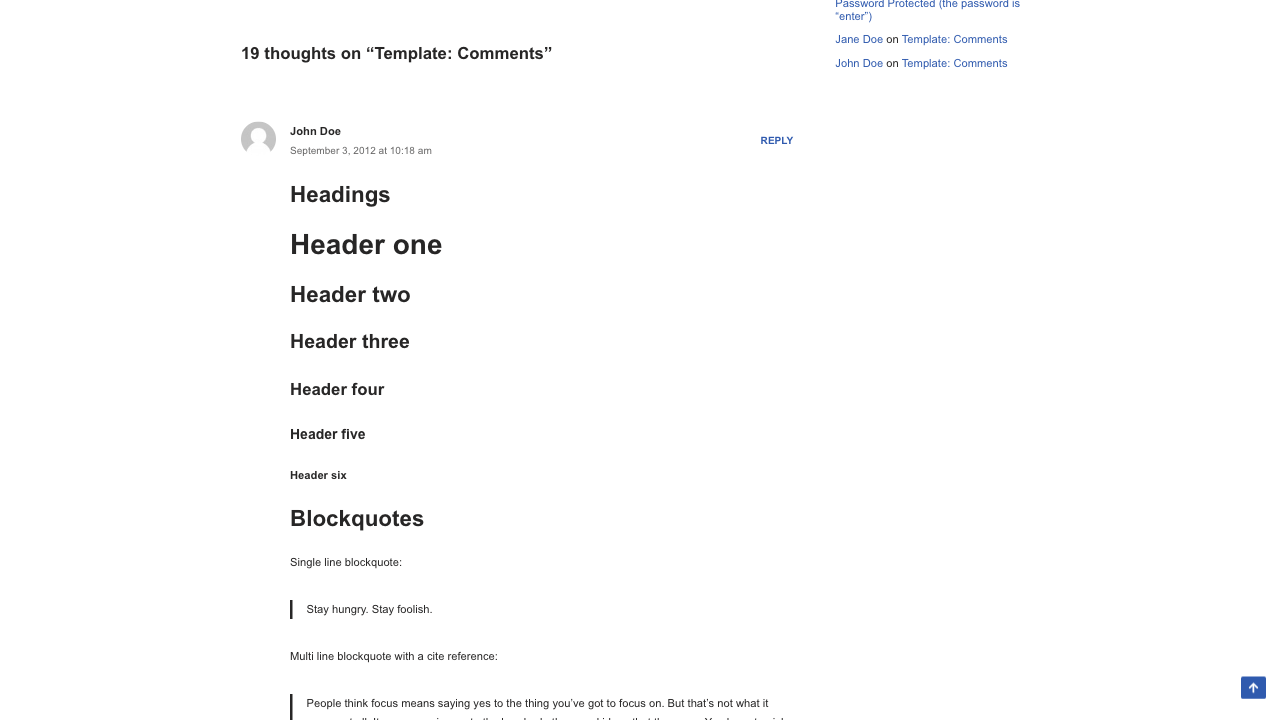 Password Protected (the password is
“enter”)
Jane Doe on Template: Comments
John Doe on Template: Comments
19 thoughts on “Template: Comments”
John Doe
September 3, 2012 at 10:18 am
REPLY
Headings
Header one
Header two
Header three
Header four
Header five
Header six
Blockquotes
Single line blockquote:
Stay hungry. Stay foolish.
Multi line blockquote with a cite reference:
People think focus means saying yes to the thing you’ve got to focus on. But that’s not what it